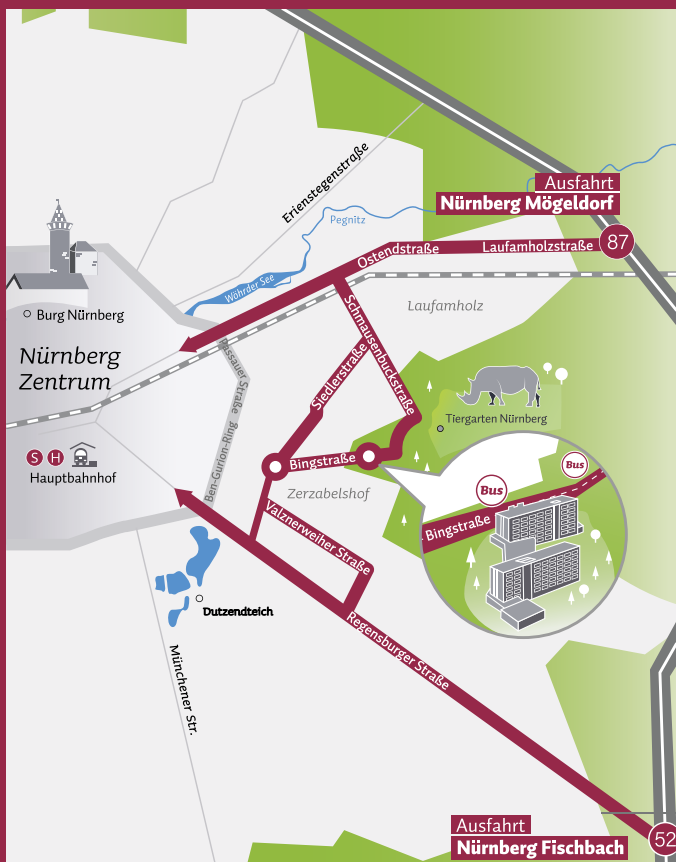 Erlenstegenstraße
Ausfahrt
Nürnberg Mögeldorf
87
Pegnitz
Ostendstraße
Laufamholzstraße
Wöhrder See
Laufamholz
Burg Nürnberg
Nürnberg
Zentrum
Passauer Straße
Schmausenbuckstraße
Siedlerstraße
Tiergarten Nürnberg
S H
Hauptbahnhof
Ben-Gurion-Ring
Bingstraße
Zerzabelshof
Bus
Bus
Bingstraße
Valznerweiher Straße
Dutzendteich
Regensburger Straße
Münchener Str.
Ausfahrt
Nürnberg Fischbach
52